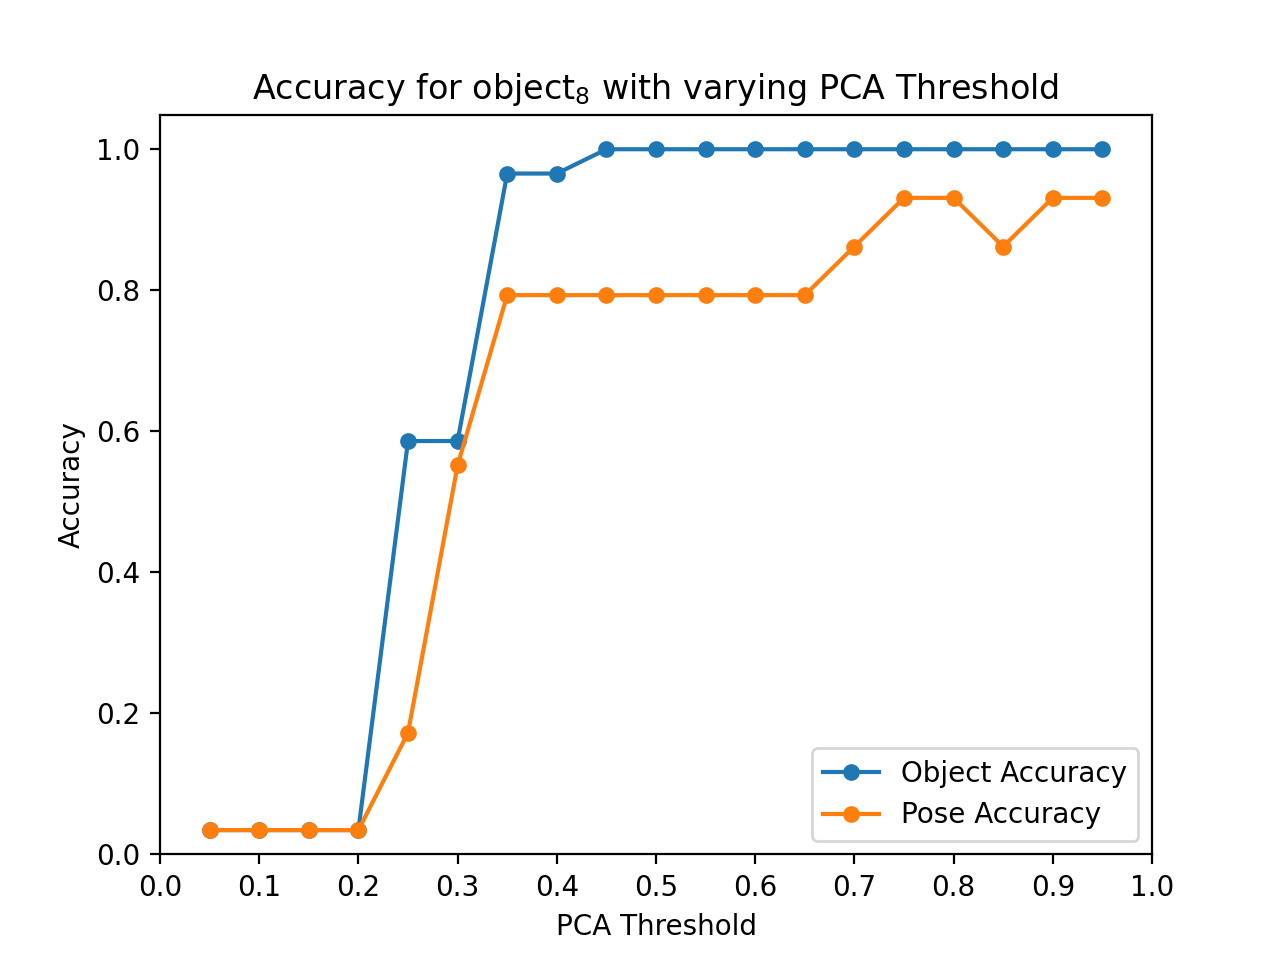 Accuracy for object₈ with varying PCA Threshold
1.0
0.8
0.6
0.4
0.2
0.0
Accuracy
Object Accuracy
Pose Accuracy
0.0 0.1 0.2 0.3 0.4 0.5 0.6 0.7 0.8 0.9 1.0
PCA Threshold